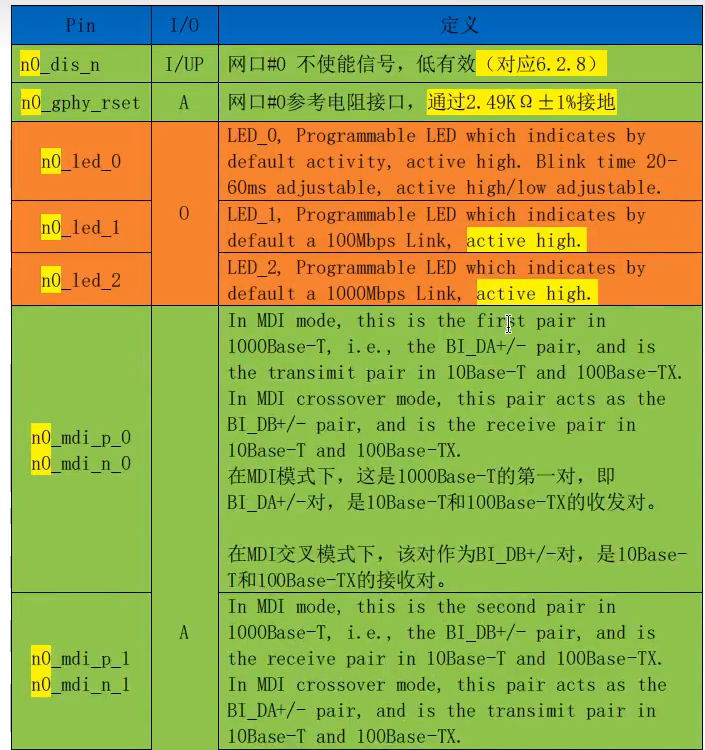 Pin I/O 定义
n0_dis_n I/UP 网口#0 不使能信号，低有效（对应6.2.8）
n0_gphy_rset A 网口#0参考电阻接口，通过2.49KΩ±1%接地
LED_0, Programmable LED which indicates by
n0_led_0 default activity, active high. Blink time 20-
60ms adjustable, active high/low adjustable.
O
n0_led_1 LED_1, Programmable LED which indicates by
default a 100Mbps Link, active high.
n0_led_2 LED_2, Programmable LED which indicates by
default a 1000Mbps Link, active high.
In MDI mode, this is the first pair in
1000Base-T, i.e., the BI_DA+/- pair, and is
the transimit pair in 10Base-T and 100Base-TX.
In MDI crossover mode, this pair acts as the
BI_DB+/- pair, and is the receive pair in
n0_mdi_p_0 10Base-T and 100Base-TX.
n0_mdi_n_0 在MDI模式下，这是1000Base-T的第一对，即
BI_DA+/-对，是10Base-T和100Base-TX的收发对。
在MDI交叉模式下，该对作为BI_DB+/-对，是10Base-
T和100Base-TX的接收对。
In MDI mode, this is the second pair in
A 1000Base-T, i.e., the BI_DB+/- pair, and is
n0_mdi_p_1 the receive pair in 10Base-T and 100Base-TX.
n0_mdi_n_1 In MDI crossover mode, this pair acts as the
BI_DA+/- pair, and is the transimit pair in
10Base-T and 100Base-TX.